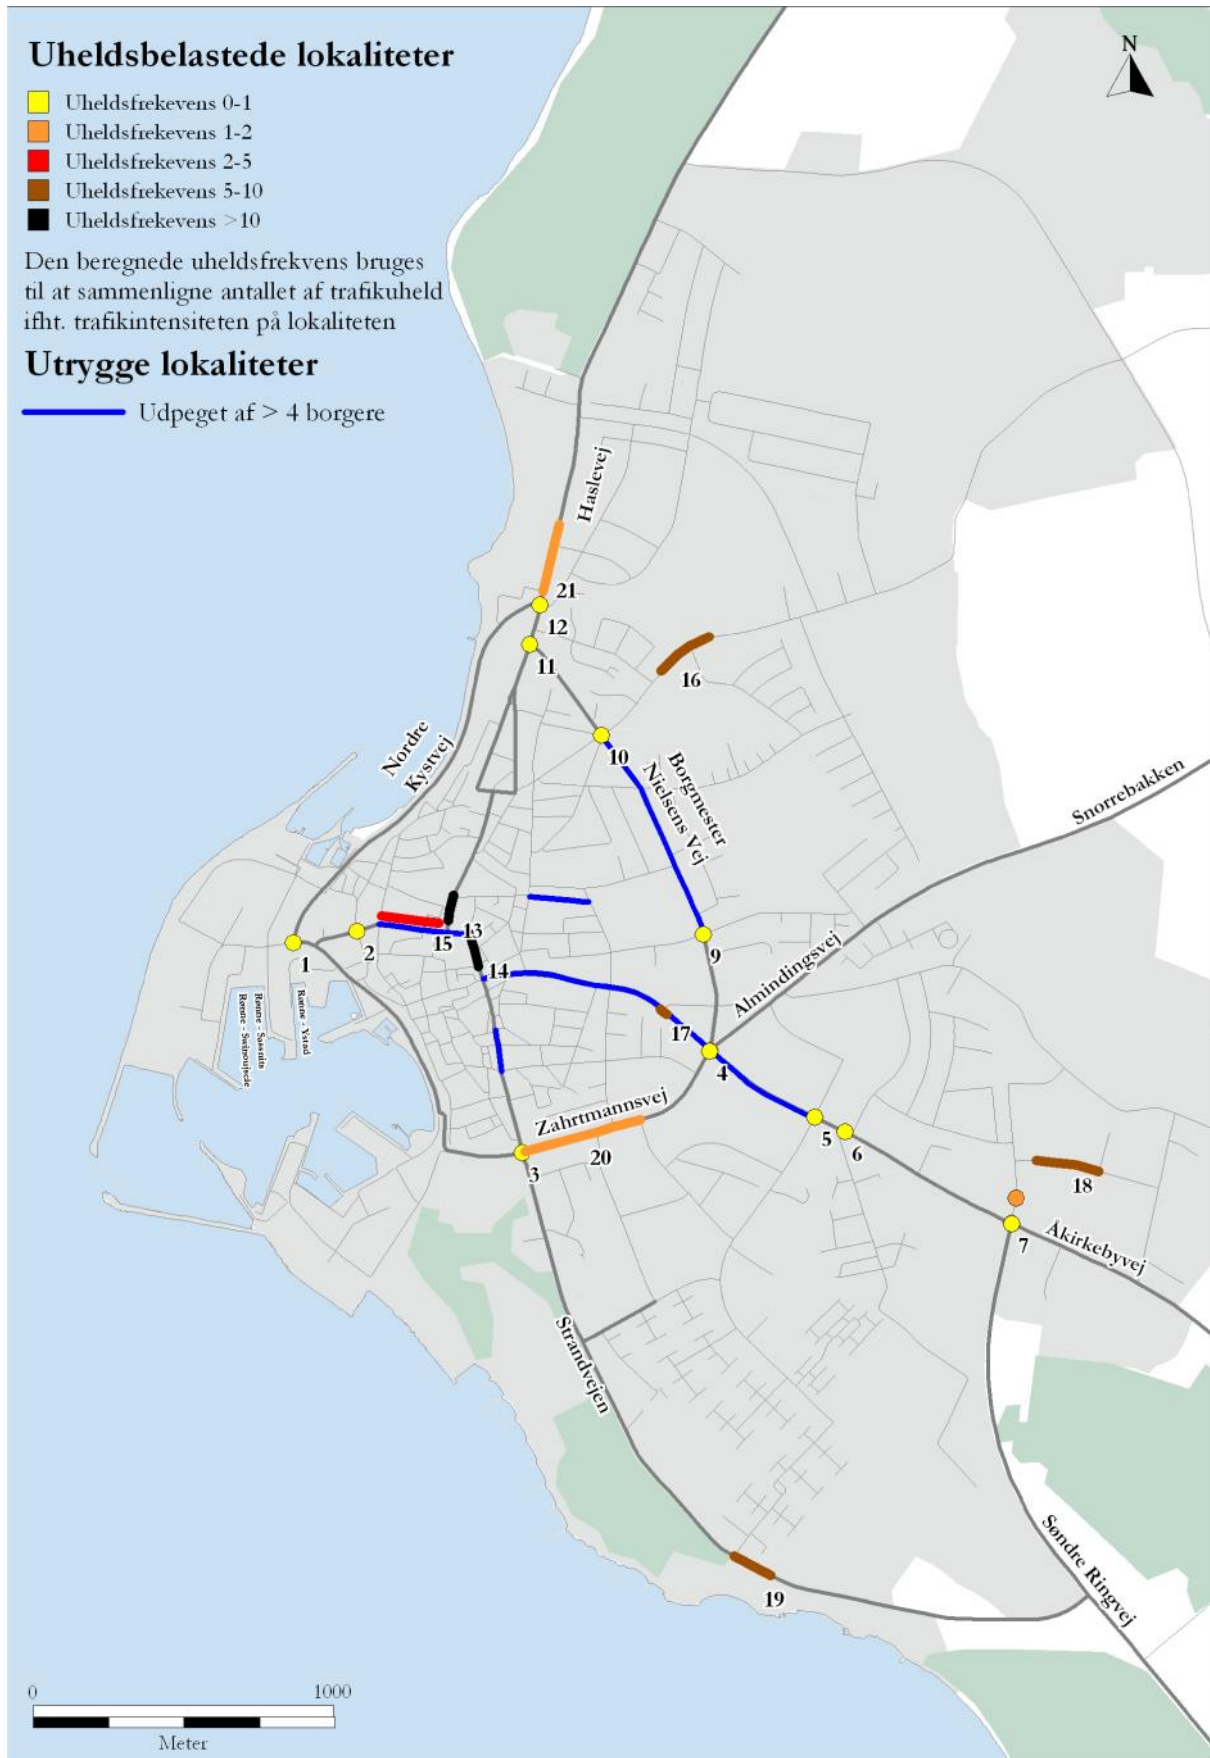 Uheldsbelastede lokaliteter
N
Uheldsfrekevens 0-1
Uheldsfrekevens 1-2
Uheldsfrekevens 2-5
Uheldsfrekevens 5-10
Uheldsfrekevens >10
Den beregnede uheldsfrekvens bruges
til at sammenligne antallet af trafikuheld
ifht. trafikintensiteten på lokaliteten
Utrygge lokaliteter
Udpeget af > 4 borgere
Haslevej
21
12
11
16
10
Nordre
Kystvej
Borgmester
Nielsens Vej
Snorrebakken
13
15
2
1
14
9
Almindingsvej
Rønne - Swinoujscie
Rønne - Sassnits
Rønne - Ystad
17
4
Zahrtmannsvej
20
3
5
6
18
7
Åkirkebyvej
Strandvejen
Søndre Ringvej
19
0 1000
Meter